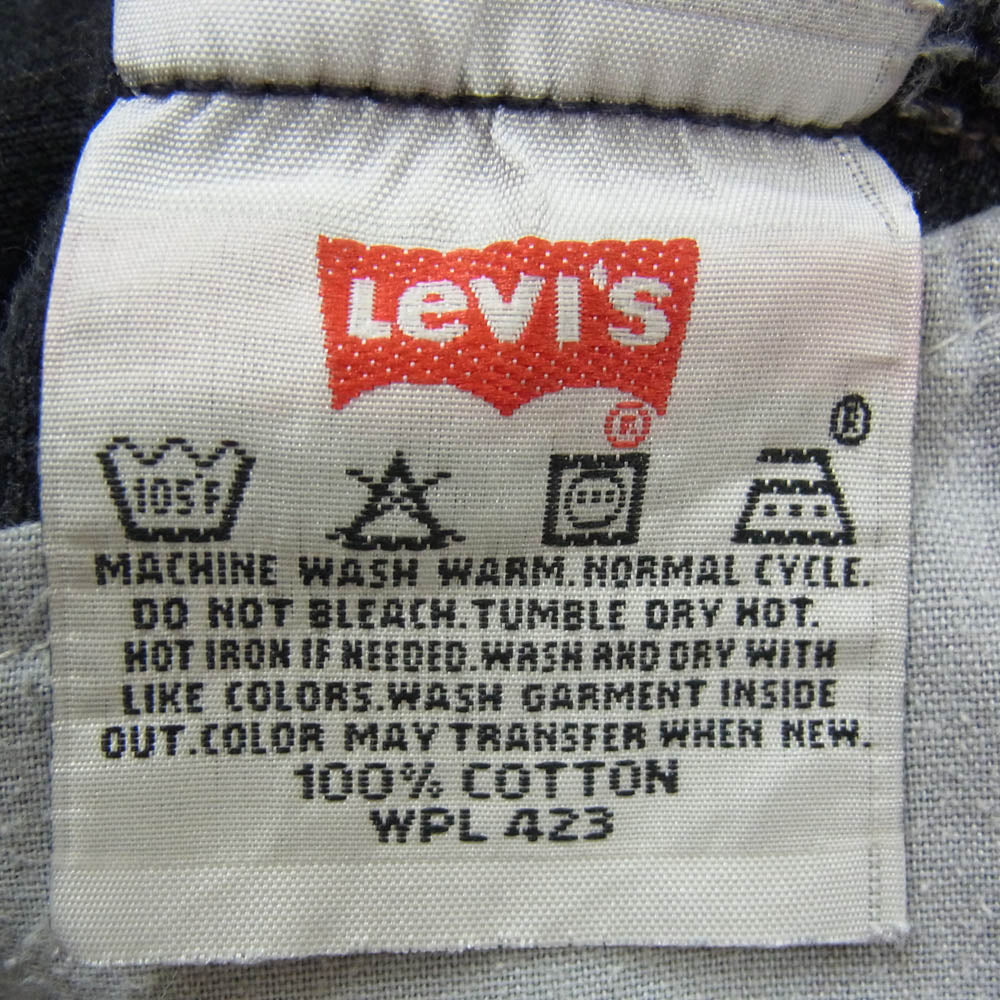 LEVI'S
®
®
105°F
MACHINE WASH WARM. NORMAL CYCLE.
DO NOT BLEACH. TUMBLE DRY HOT.
HOT IRON IF NEEDED. WASH AND DRY WITH
LIKE COLORS. WASH GARMENT INSIDE
OUT. COLOR MAY TRANSFER WHEN NEW.
100% COTTON
WPL 423